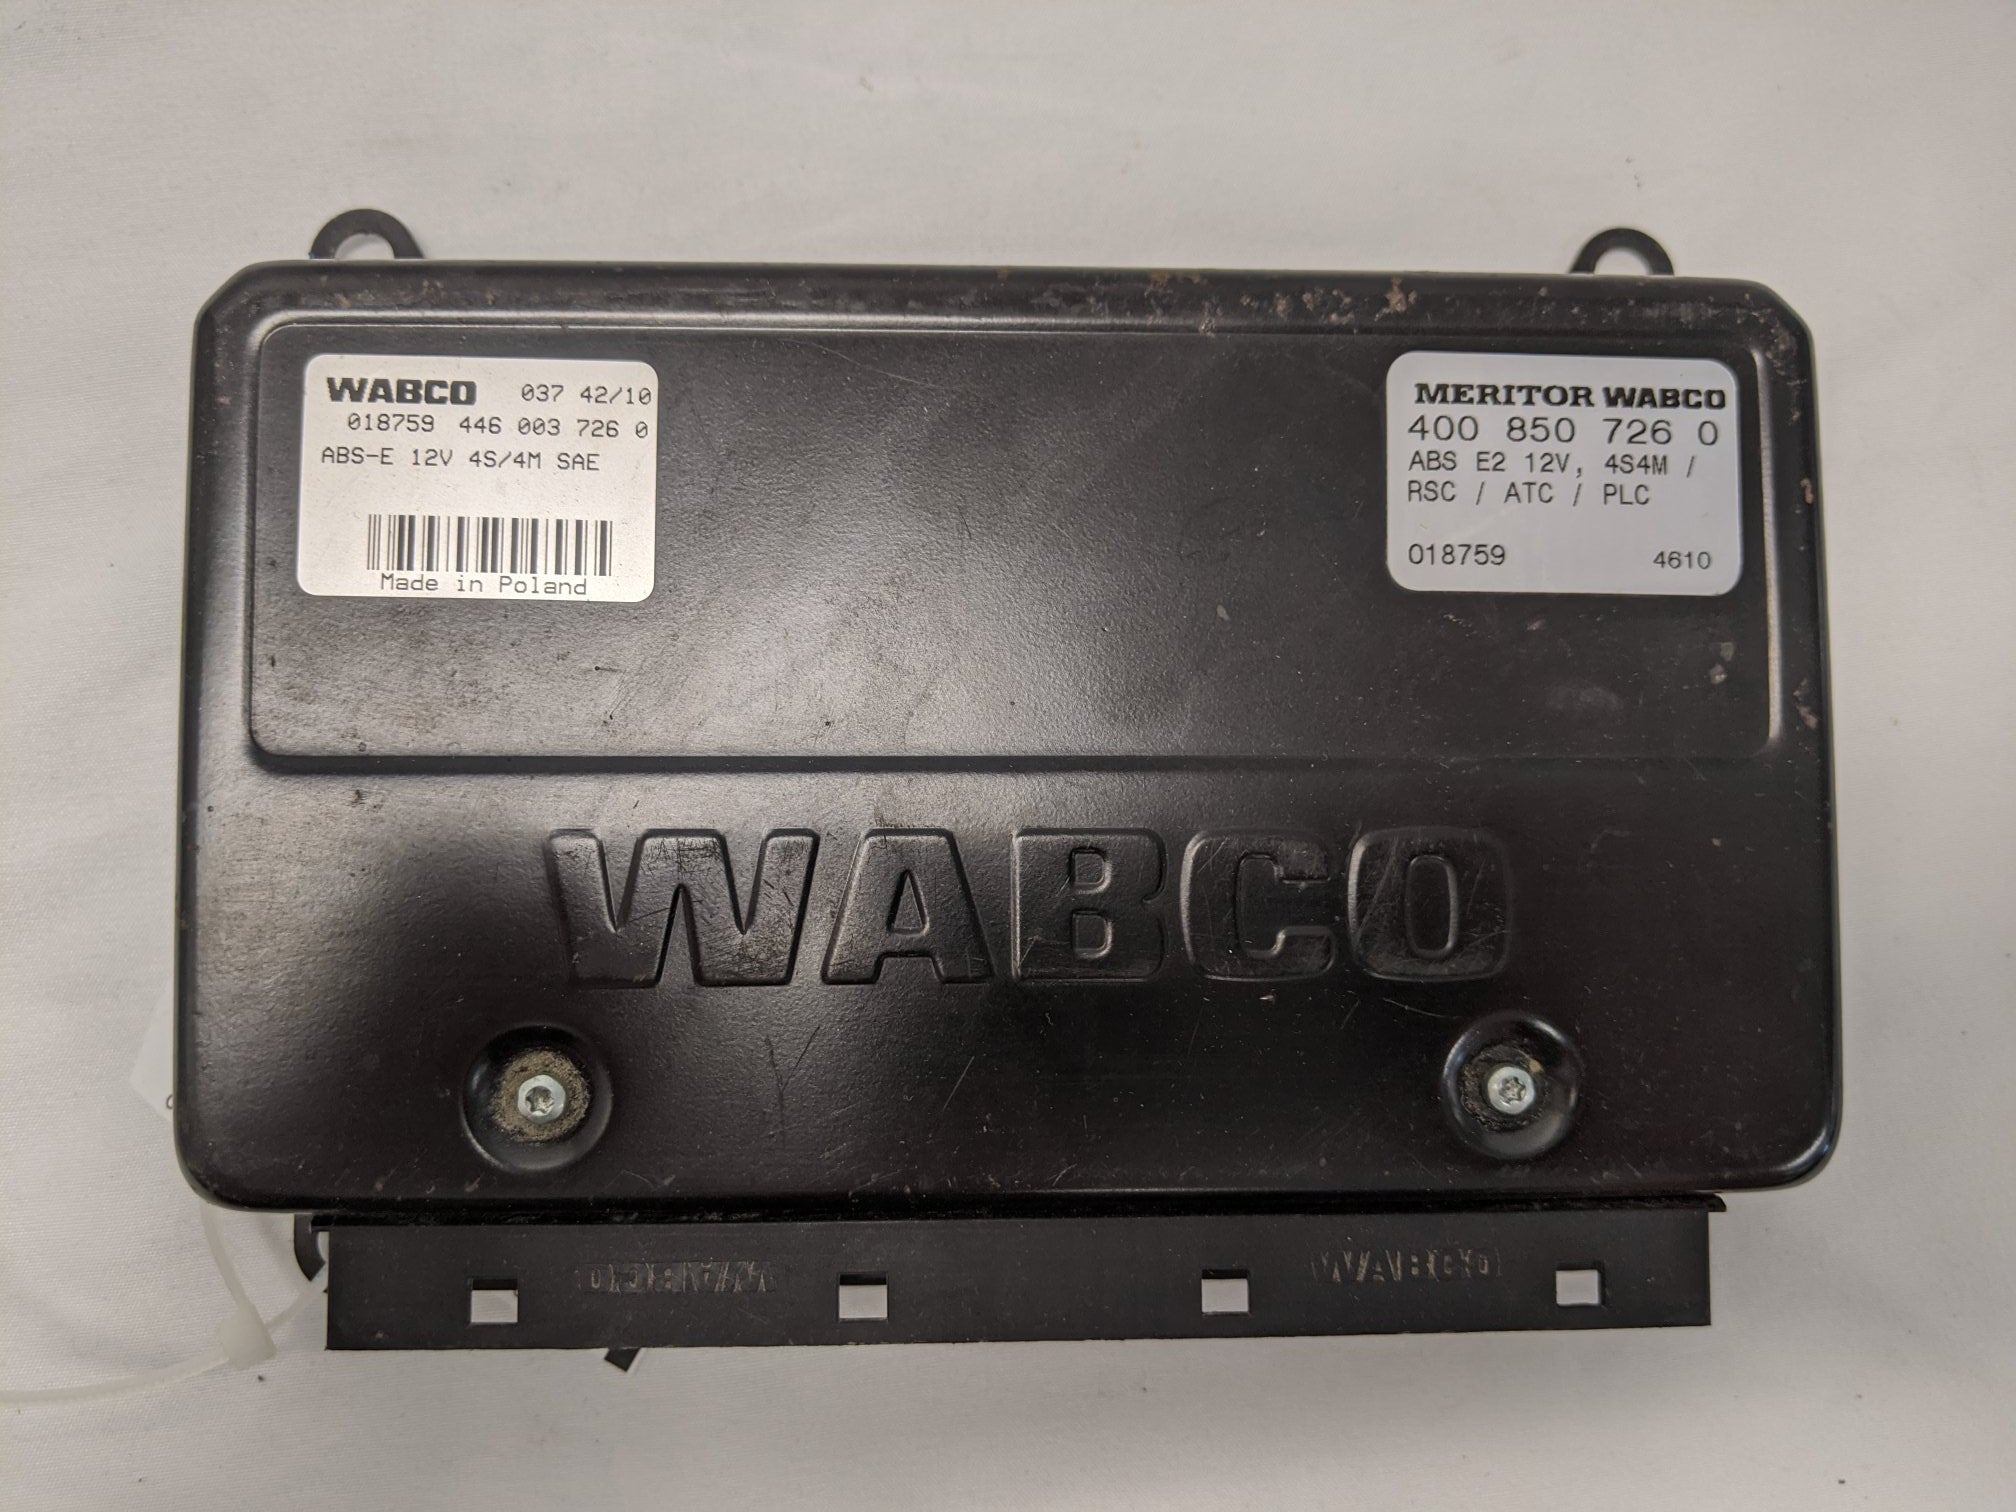 WABCO 037 42/10
018759 446 003 726 0
ABS-E 12V 4S/4M SAE
Made in Poland
MERITOR WABCO
400 850 726 0
ABS E2 12V, 4S4M /
RSC / ATC / PLC
018759 4610
WABCO
WABCO
WABCO